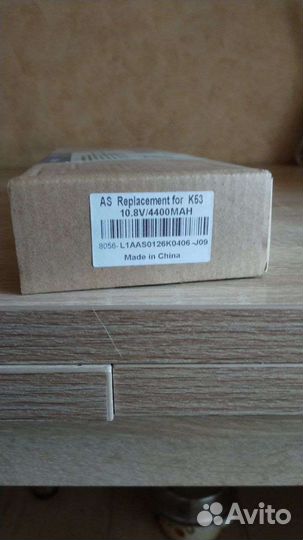 AS Replacement for K53
10.8V/4400MAH
8056-L1AAS0126K0406-J09
Made in China
Avito